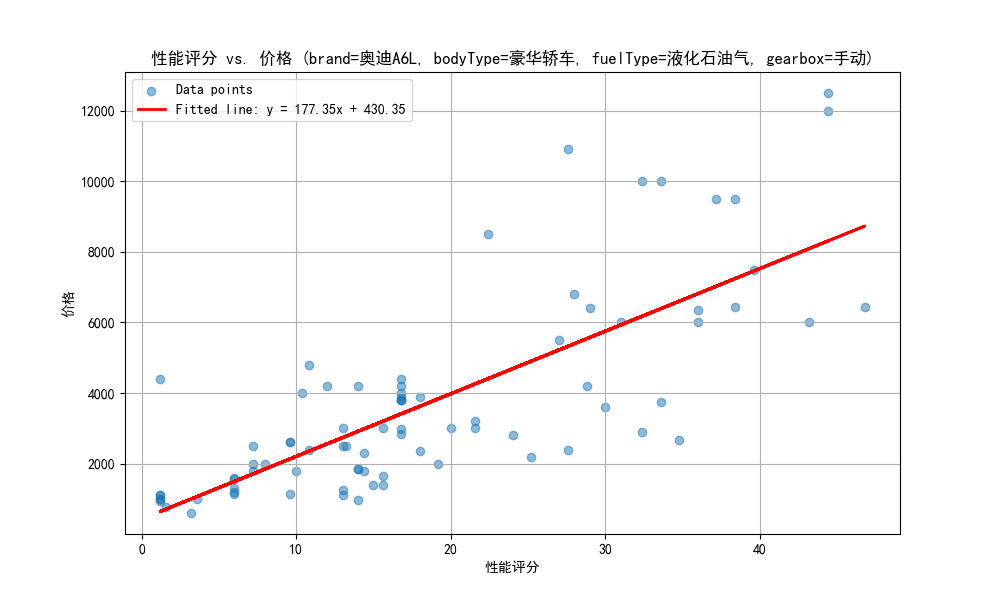 性能评分 vs. 价格 (brand=奥迪A6L, bodyType=豪华轿车, fuelType=液化石油气, gearbox=手动)
Data points
Fitted line: y = 177.35x + 430.35
12000
10000
8000
6000
4000
2000
价格
0 10 20 30 40
性能评分